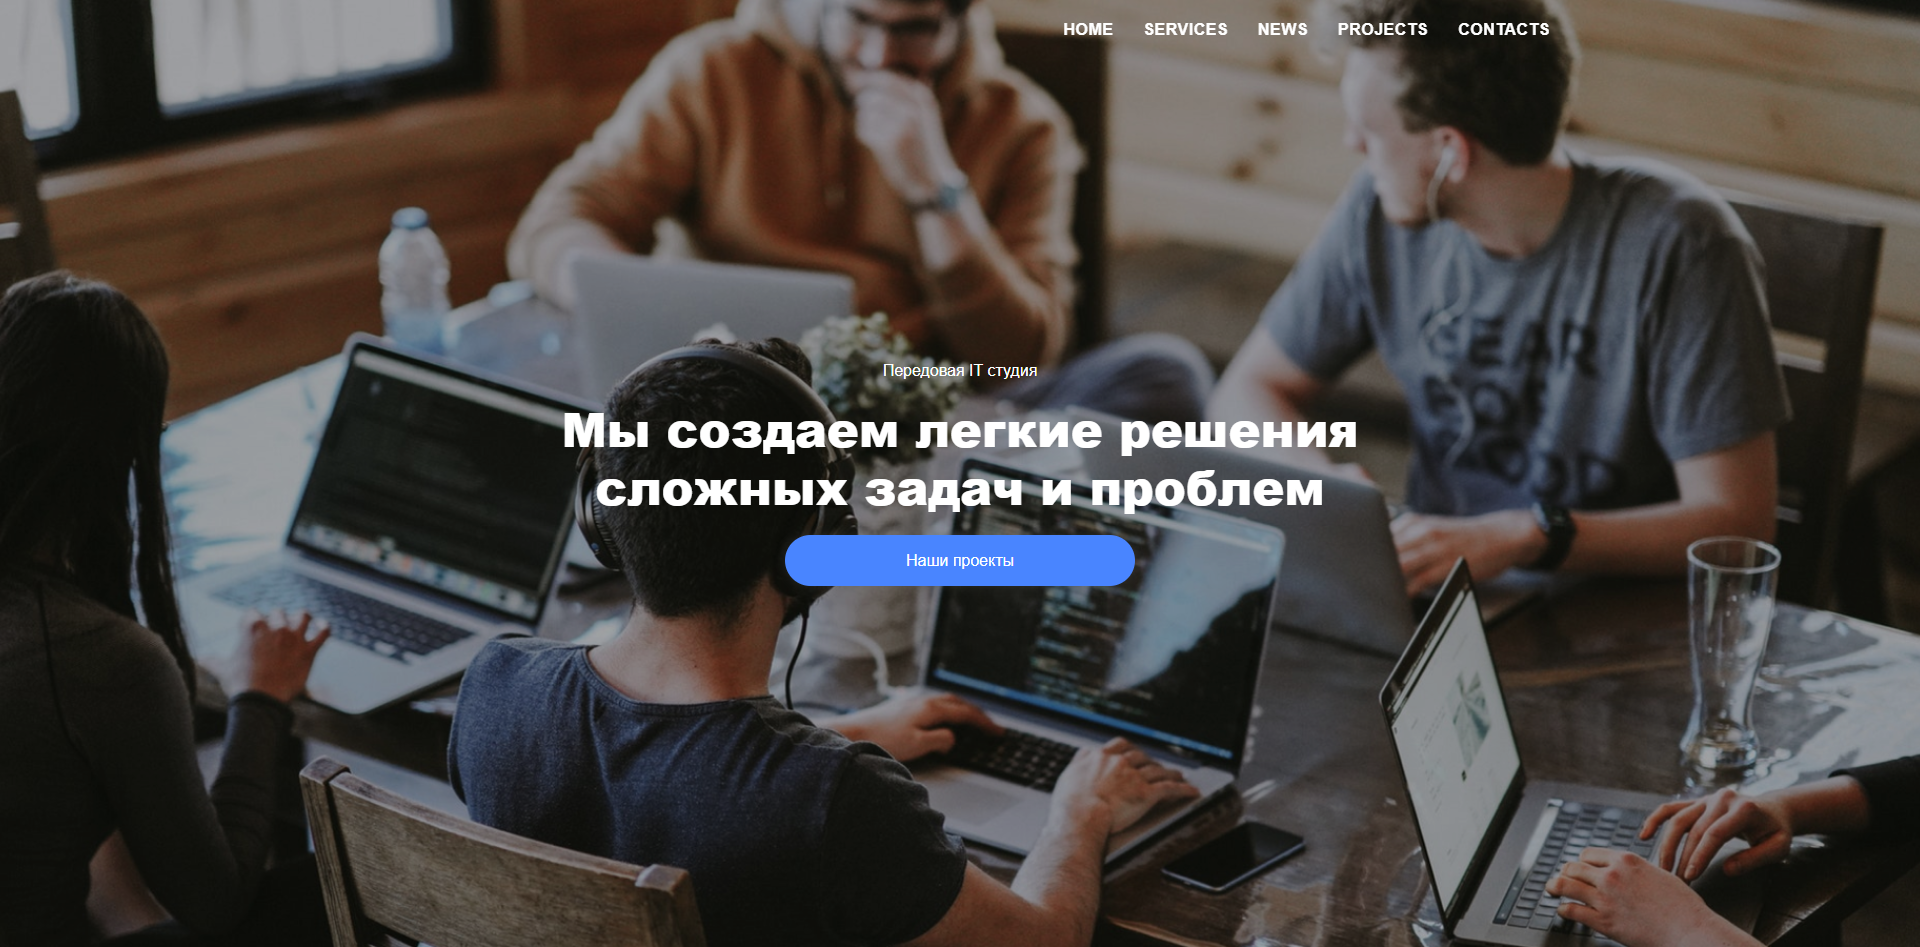 HOME SERVICES NEWS PROJECTS CONTACTS
Передовая IT студия
Мы создаем легкие решения
сложных задач и проблем
Наши проекты